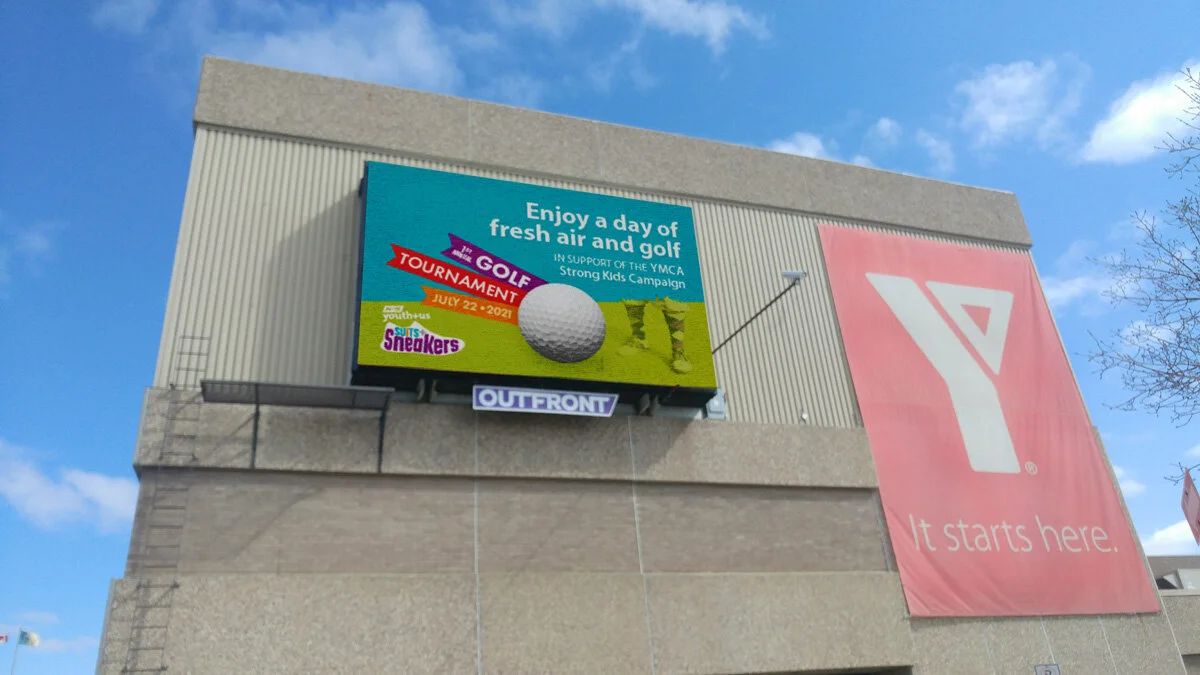 Enjoy a day of
fresh air and golf
IN SUPPORT OF THE YMCA
Strong Kids Campaign
1ST
GOLF
TOURNAMENT
JULY 22 • 2021
youth+us
SUITS+
SneaKers
OUTFRONT
Y®
It starts here.